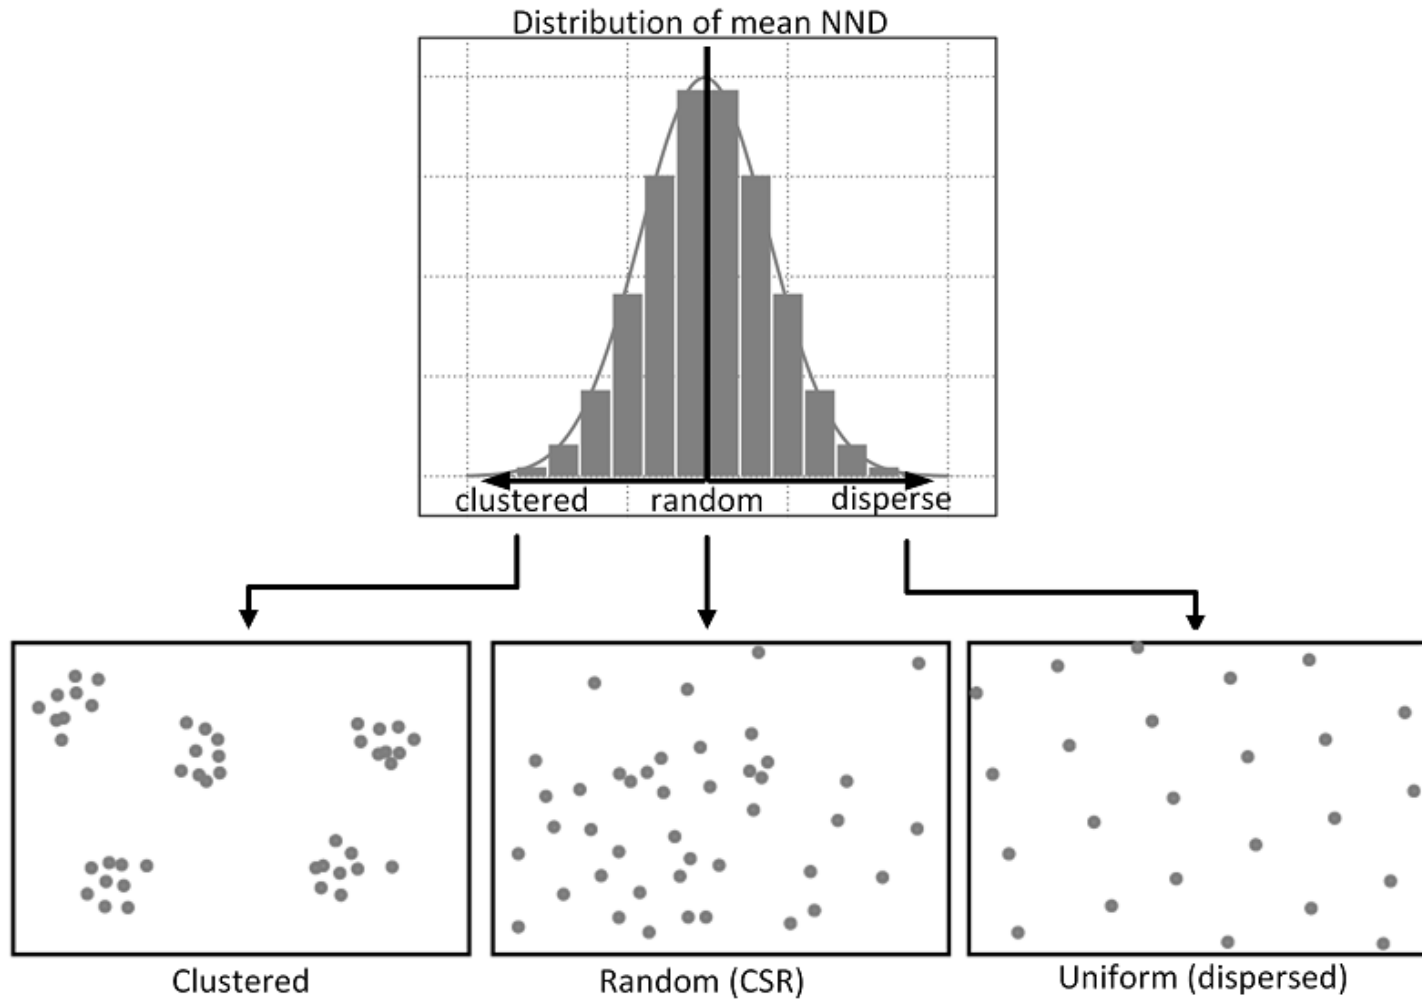 Distribution of mean NND
clustered random disperse
Clustered
Random (CSR)
Uniform (dispersed)